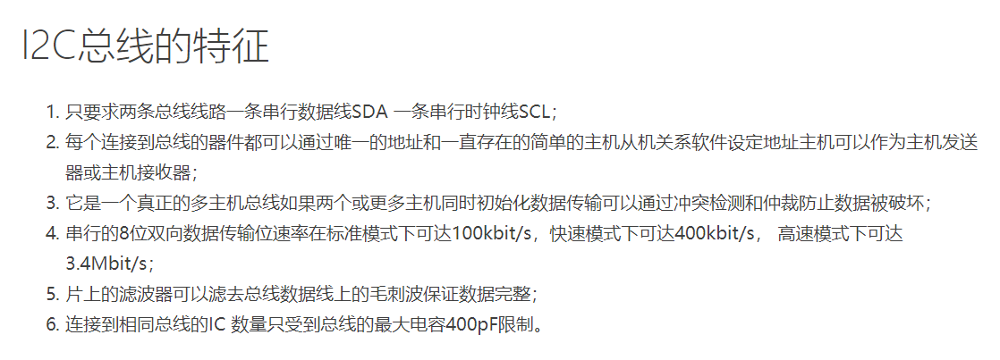 I2C总线的特征
1. 只要求两条总线线路一条串行数据线SDA 一条串行时钟线SCL;
2. 每个连接到总线的器件都可以通过唯一的地址和一直存在的简单的主机从机关系软件设定地址主机可以作为主机发送
器或主机接收器;
3. 它是一个真正的多主机总线如果两个或更多主机同时初始化数据传输可以通过冲突检测和仲裁防止数据被破坏;
4. 串行的8位双向数据传输位速率在标准模式下可达100kbit/s，快速模式下可达400kbit/s， 高速模式下可达
3.4Mbit/s;
5. 片上的滤波器可以滤去总线数据线上的毛刺波保证数据完整;
6. 连接到相同总线的IC 数量只受到总线的最大电容400pF限制。